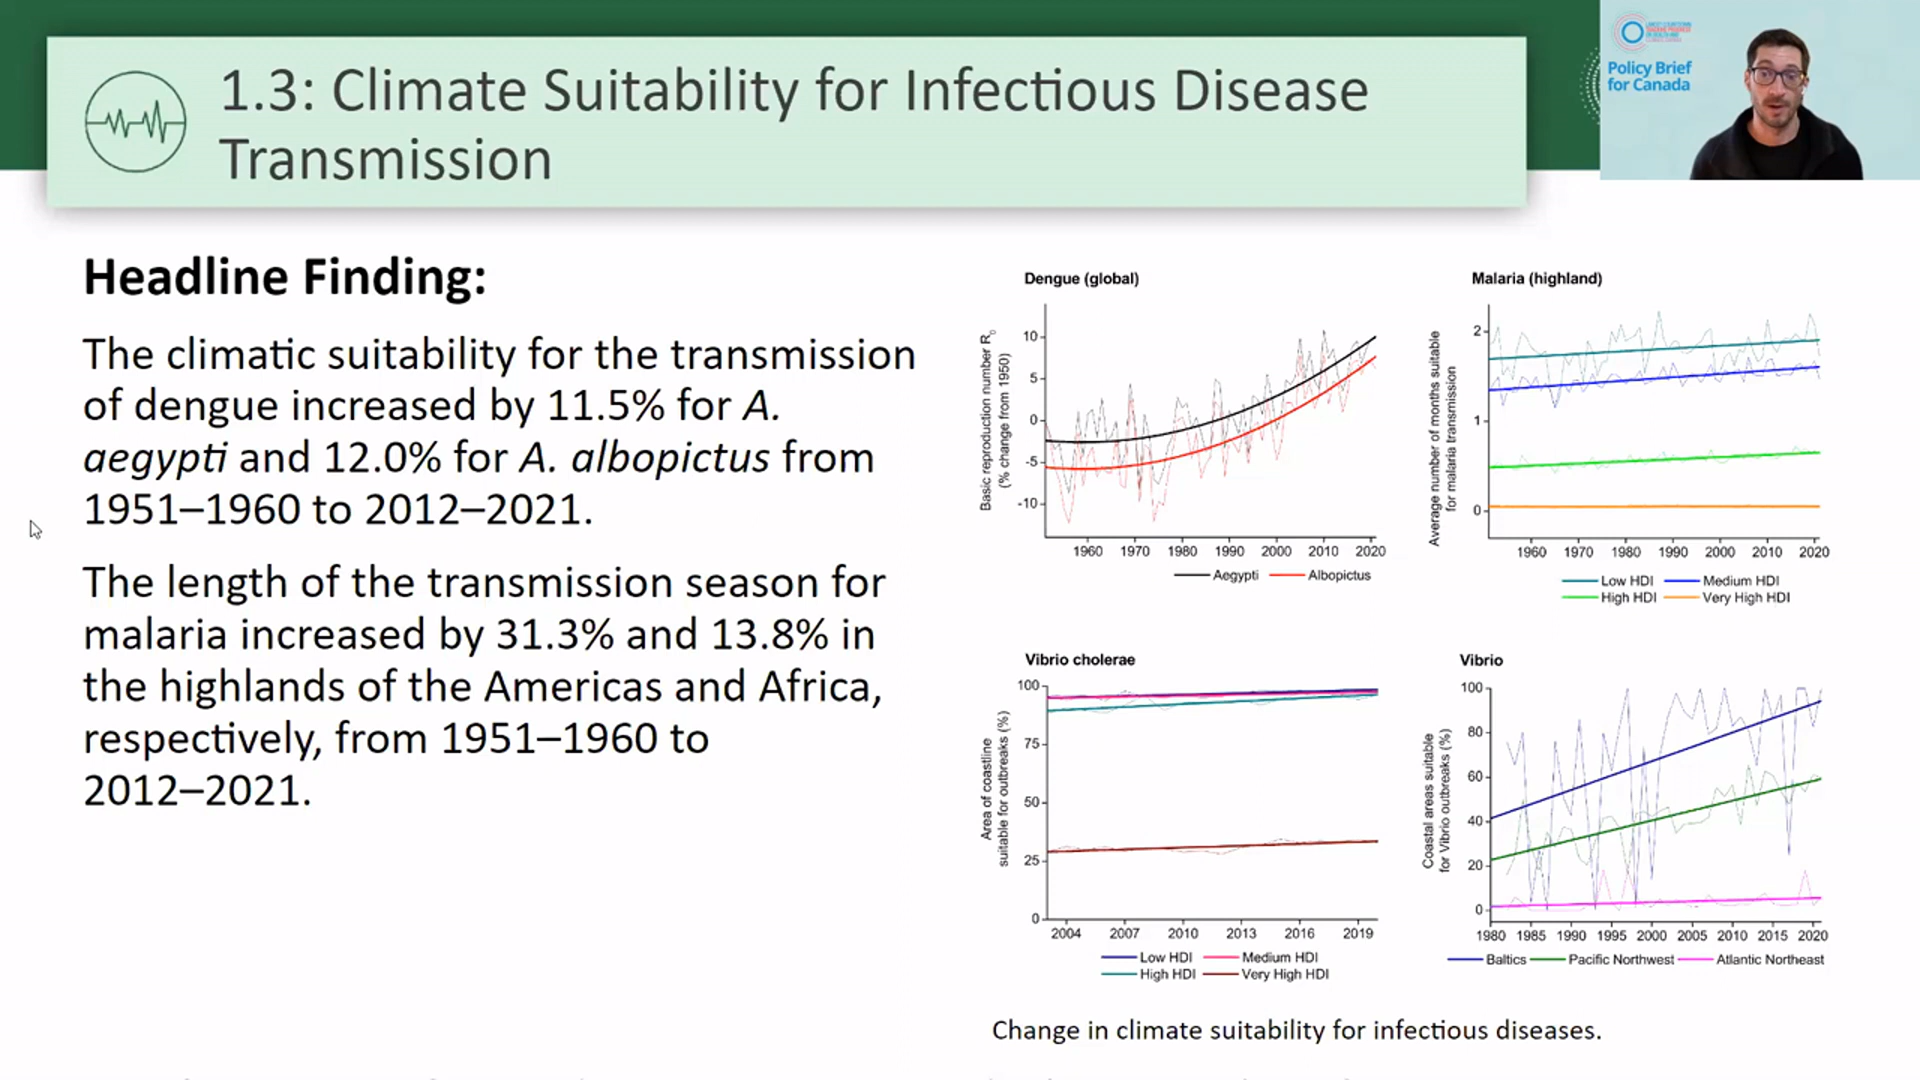 1.3: Climate Suitability for Infectious Disease
Transmission
Policy Brief
for Canada
Headline Finding:
The climatic suitability for the transmission
of dengue increased by 11.5% for A.
aegypti and 12.0% for A. albopictus from
1951–1960 to 2012–2021.
The length of the transmission season for
malaria increased by 31.3% and 13.8% in
the highlands of the Americas and Africa,
respectively, from 1951–1960 to
2012–2021.
Dengue (global)
Basic reproduction number R0
(% change from 1950)
10
5
0
-5
-10
1960 1970 1980 1990 2000 2010 2020
Aegypti Albopictus
Malaria (highland)
Average number of months suitable
for malaria transmission
2
1
0
1960 1970 1980 1990 2000 2010 2020
Low HDI Medium HDI
High HDI Very High HDI
Vibrio cholerae
Area of coastline
suitable for outbreaks (%)
100
75
50
25
0
2004 2007 2010 2013 2016 2019
Low HDI Medium HDI
High HDI Very High HDI
Vibrio
Coastal areas suitable
for Vibrio outbreaks (%)
100
80
60
40
20
0
1980 1985 1990 1995 2000 2005 2010 2015 2020
Baltics Pacific Northwest Atlantic Northeast
Change in climate suitability for infectious diseases.